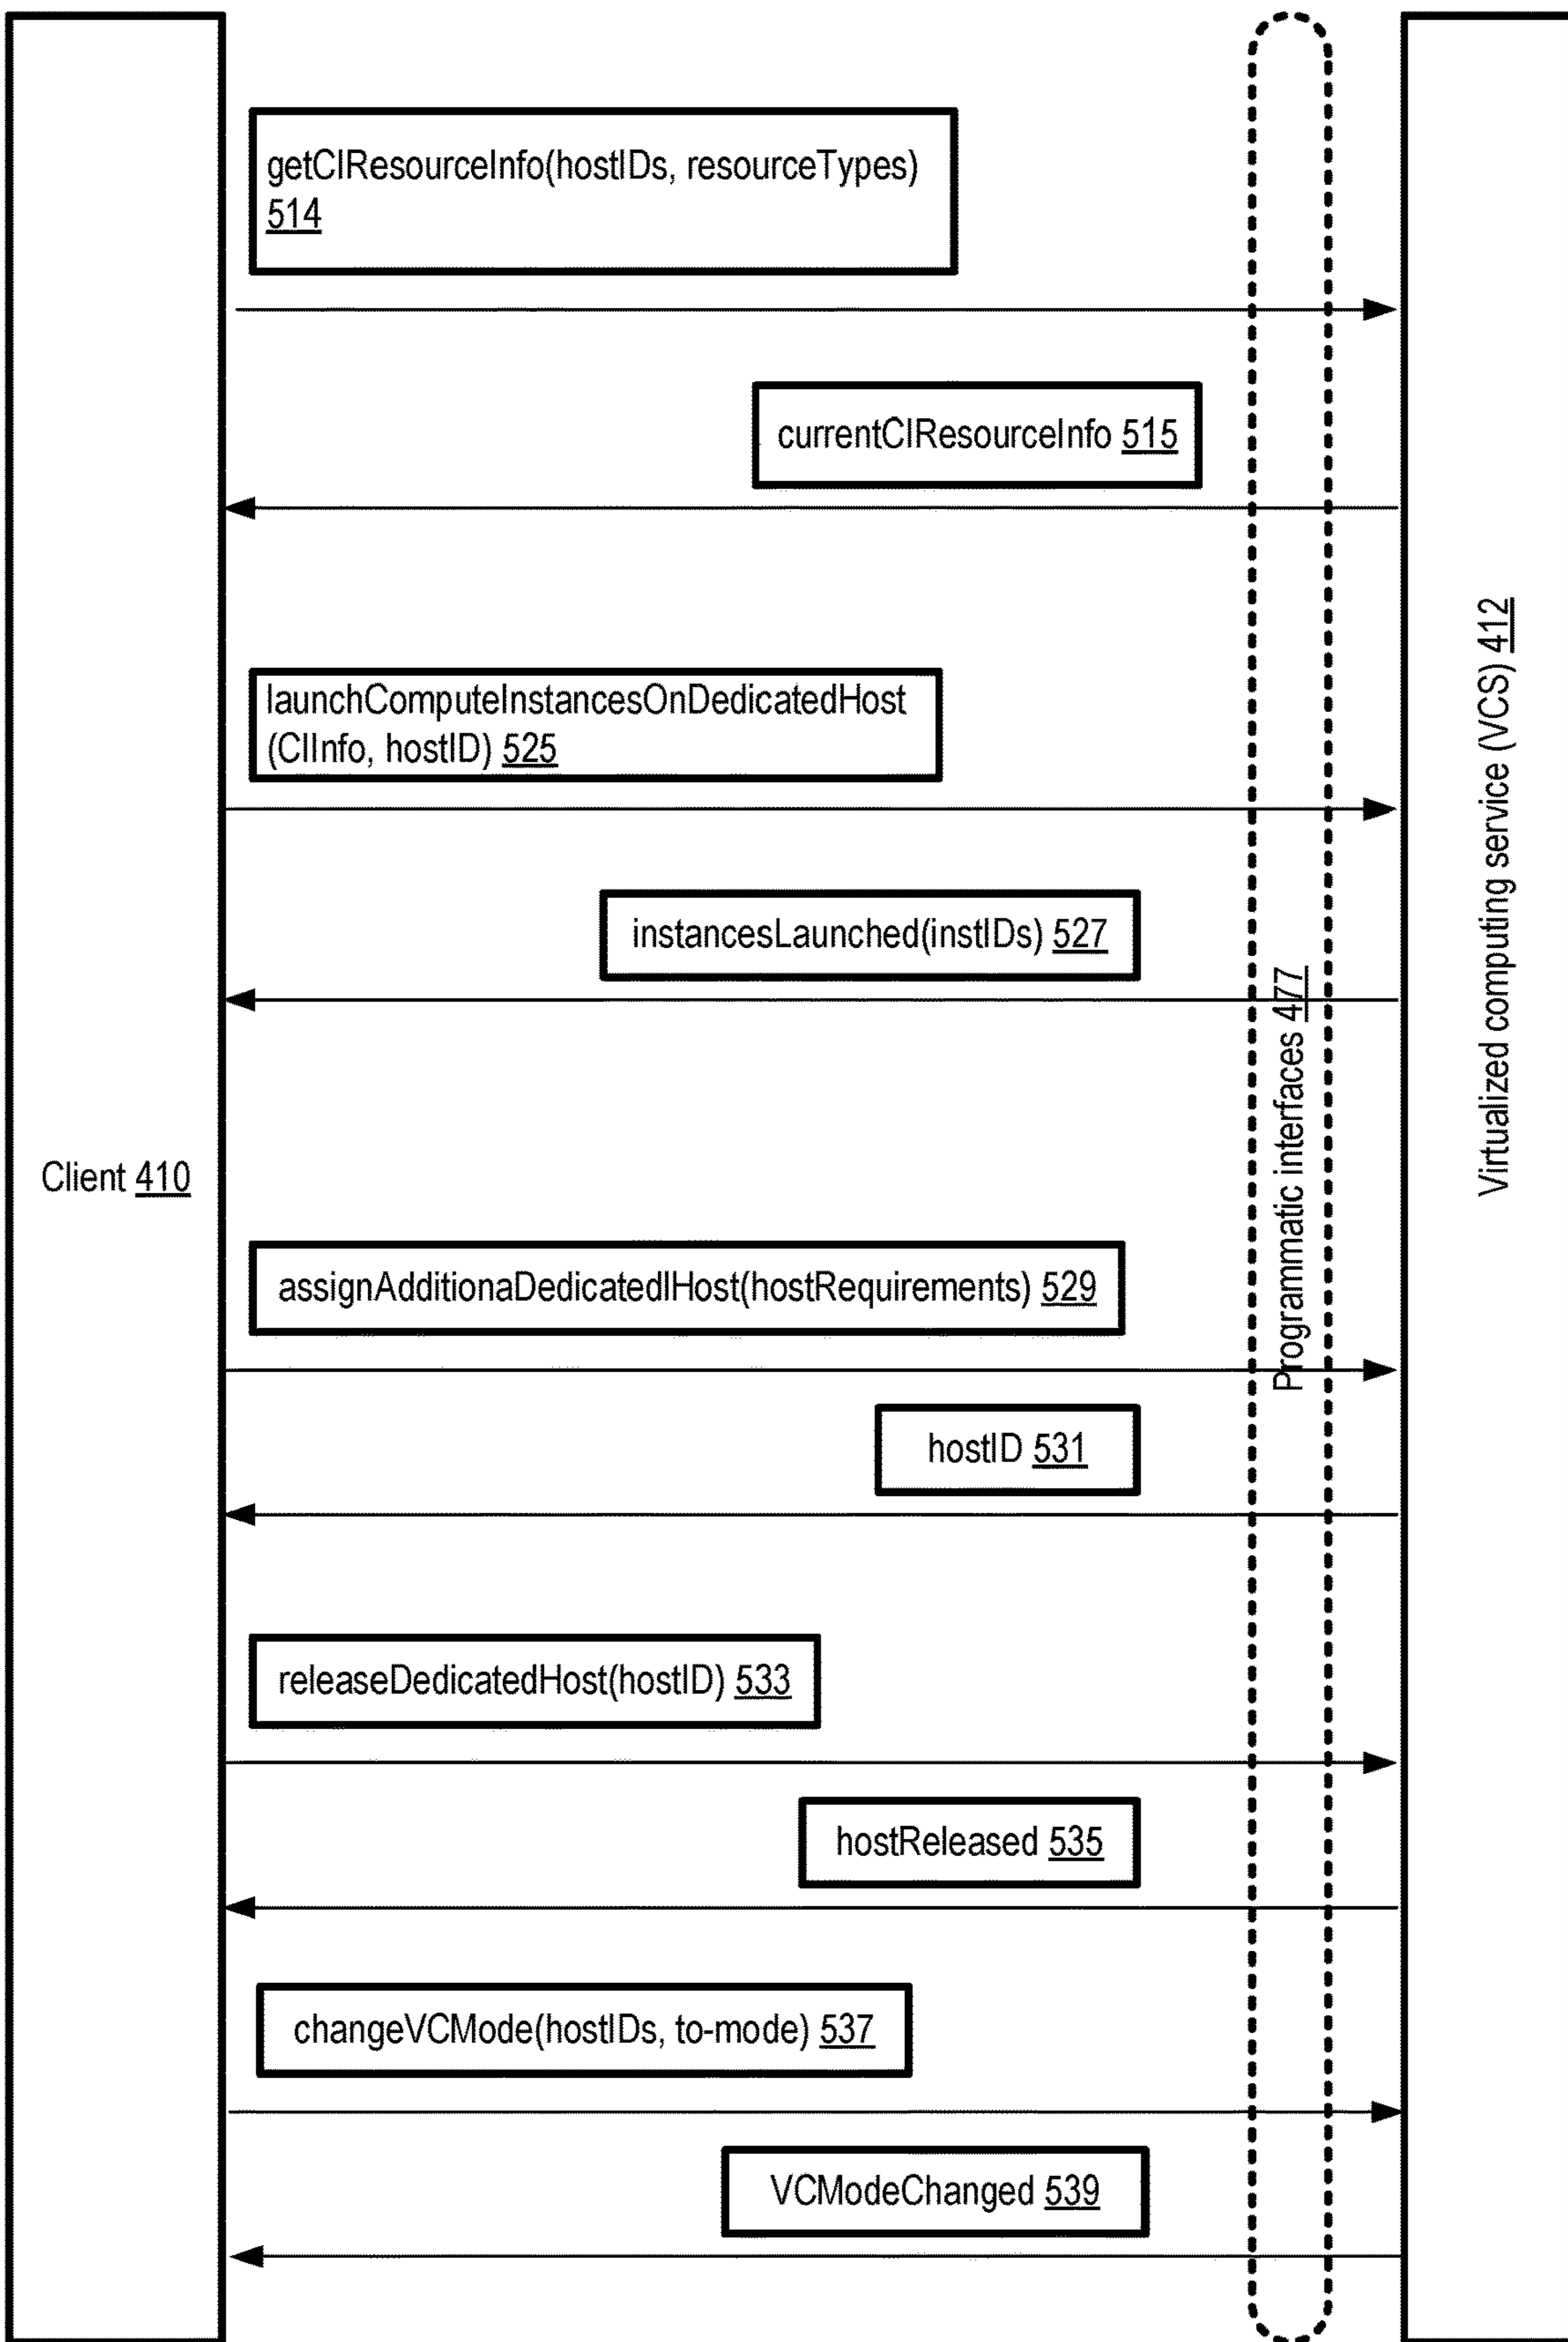 getCIResourceInfo(hostIDs, resourceTypes)
514
currentCIResourceInfo 515
launchComputeInstancesOnDedicatedHost
(CIInfo, hostID) 525
instancesLaunched(instIDs) 527
Client 410
Programmatic interfaces 477
Virtualized computing service (VCS) 412
assignAdditionaDedicatedlHost(hostRequirements) 529
hostID 531
releaseDedicatedHost(hostID) 533
hostReleased 535
changeVCMode(hostIDs, to-mode) 537
VCModeChanged 539